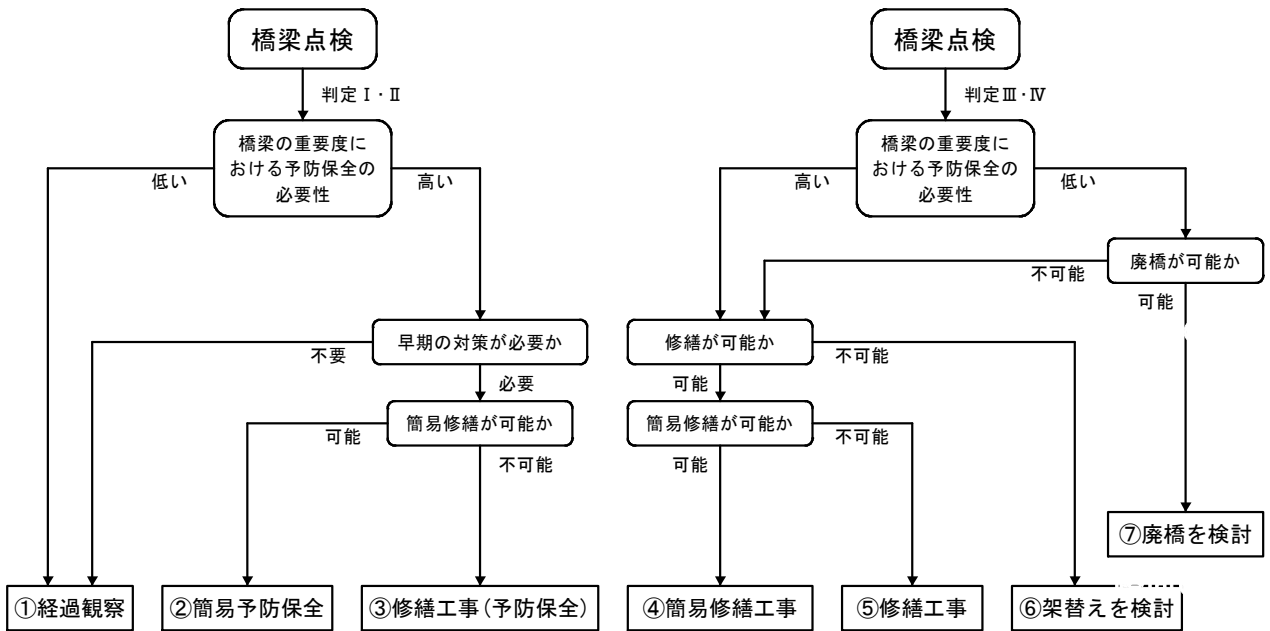 橋梁点検
判定Ⅰ・Ⅱ
橋梁の重要度に
おける予防保全の
必要性
低い
高い
早期の対策が必要か
不要
必要
簡易修繕が可能か
可能
不可能
①経過観察
②簡易予防保全
③修繕工事(予防保全)
橋梁点検
判定Ⅲ・Ⅳ
橋梁の重要度に
おける予防保全の
必要性
高い
低い
廃橋が可能か
不可能
可能
修繕が可能か
不可能
可能
簡易修繕が可能か
不可能
可能
⑦廃橋を検討
④簡易修繕工事
⑤修繕工事
⑥架替えを検討